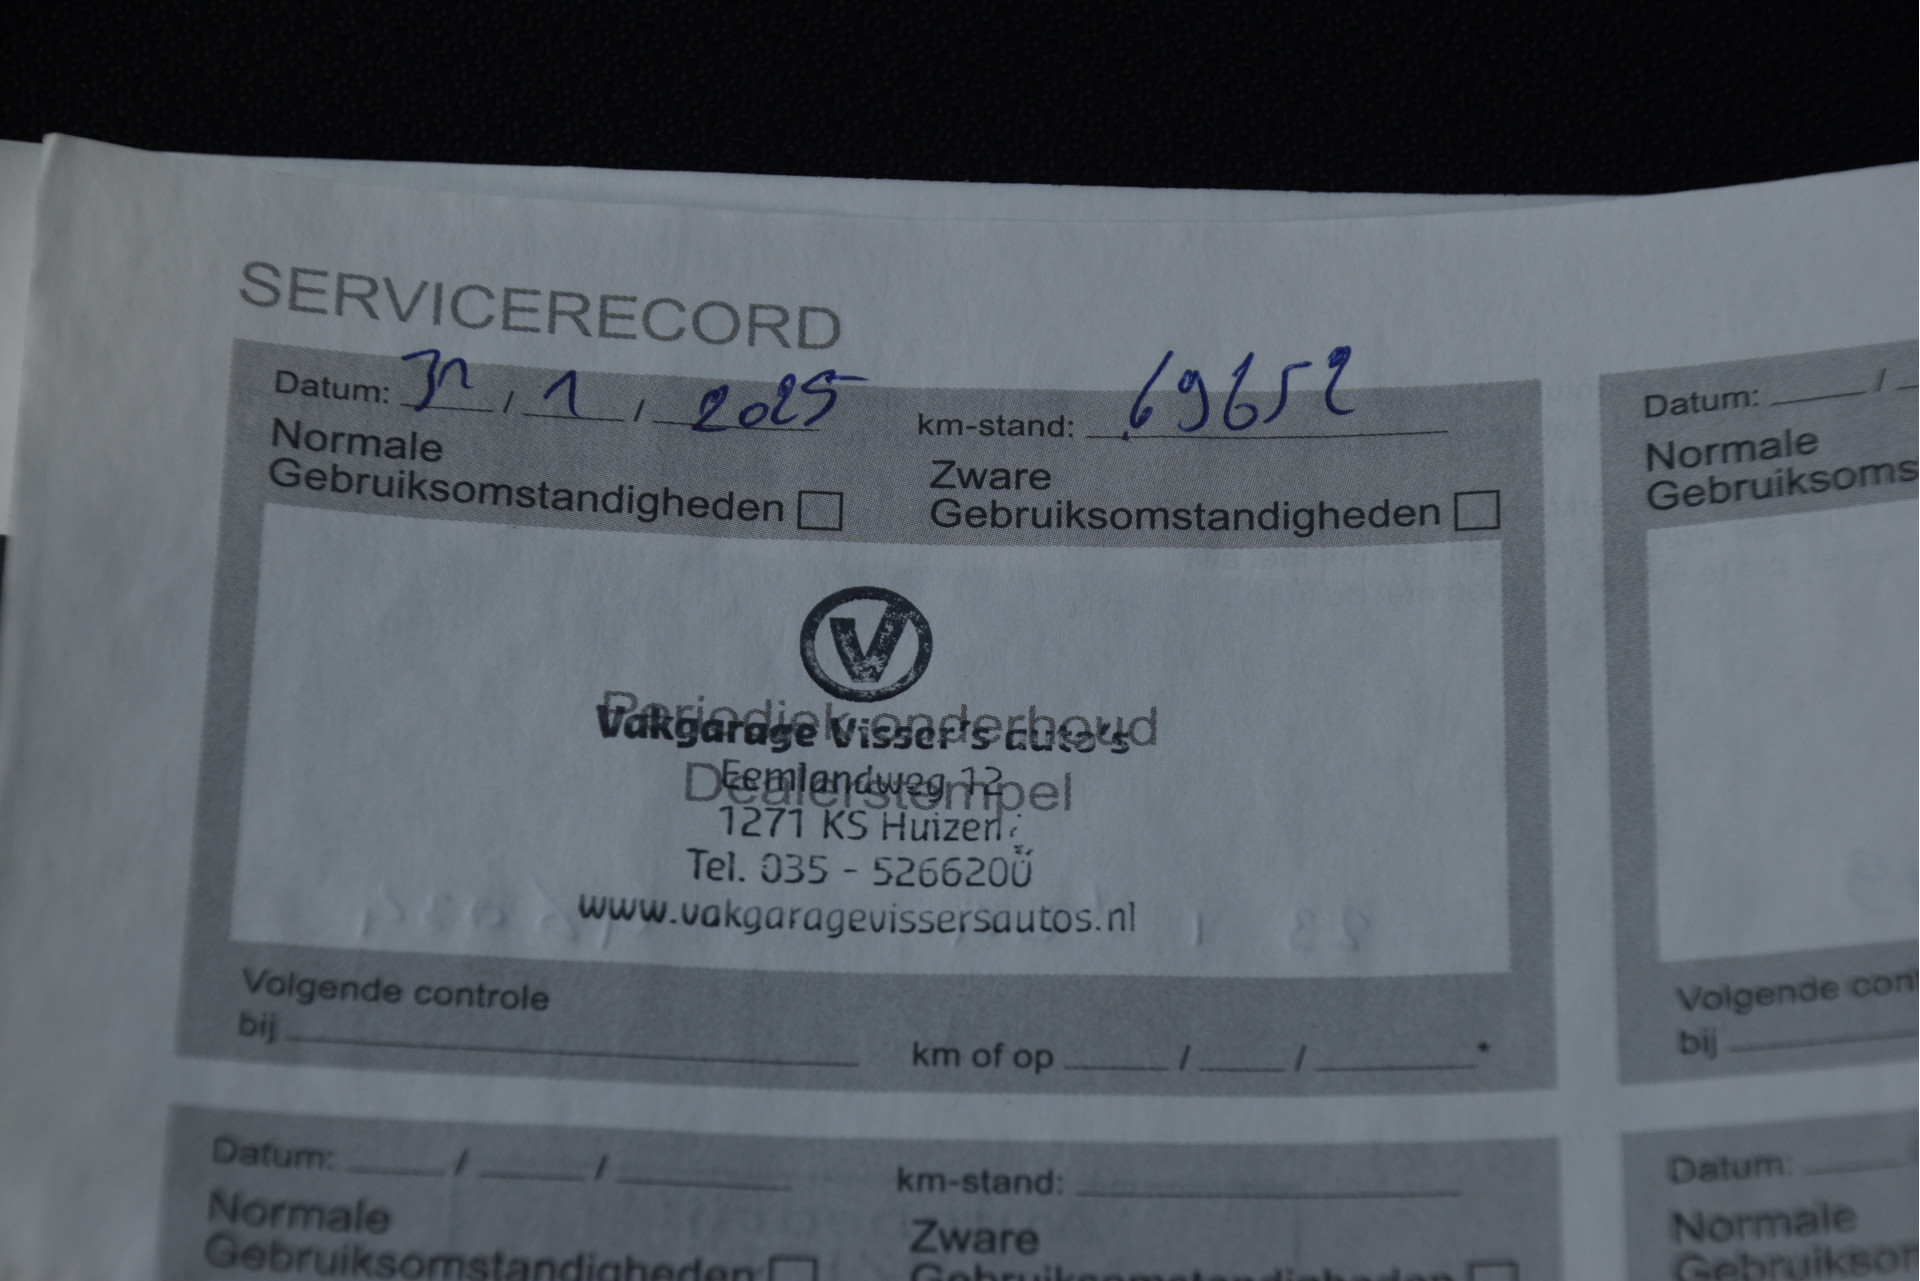 SERVICERECORD
Datum: 31 / 1 / 2025 km-stand: 69652
Normale
Gebruiksomstandigheden
Zware
Gebruiksomstandigheden
V
Periodiek onderhoud
Vakgarage Visser's auto's
Dealerstempel
Eemlandweg 12
1271 KS Huizen
Tel. 035 - 5266200
www.vakgaragevissersautos.nl
Volgende controle
bij km of op / / *
Datum: / / km-stand:
Normale
Gebruiksomstandigheden
Zware
Gebruiksomstandigheden
Datum: /
Normale
Gebruiksoms
Volgende con
bij
Datum:
Normale
Gebruikson